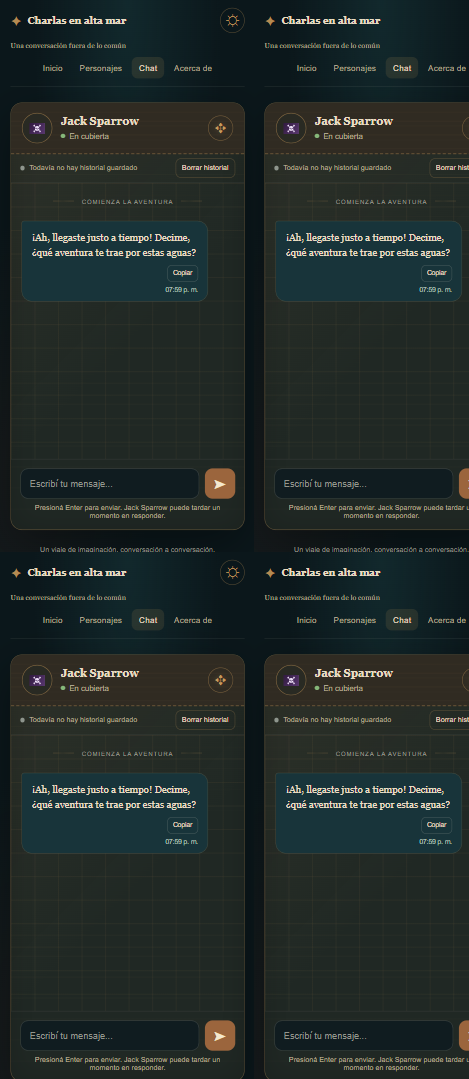 Charlas en alta mar
Una conversación fuera de lo común
Inicio Personajes Chat Acerca de
Jack Sparrow
En cubierta
Todavía no hay historial guardado Borrar historial
COMIENZA LA AVENTURA
¡Ah, llegaste justo a tiempo! Decime,
¿qué aventura te trae por estas aguas?
Copiar
07:59 p. m.
Escribí tu mensaje...
Presioná Enter para enviar. Jack Sparrow puede tardar un
momento en responder.
Un viaje de imaginación, conversación a conversación.
Charlas en alta mar
Una conversación fuera de lo común
Inicio Personajes Chat Acerca de
Jack Sparrow
En cubierta
Todavía no hay historial guardado Borrar hist
COMIENZA LA AVENTURA
¡Ah, llegaste justo a tiempo! Decime,
¿qué aventura te trae por estas aguas?
Copiar
07:59 p. m.
Escribí tu mensaje...
Presioná Enter para enviar. Jack Sparrow puede tardar un
momento en responder.
Un viaje de imaginación, conversación a conversación.
Charlas en alta mar
Una conversación fuera de lo común
Inicio Personajes Chat Acerca de
Jack Sparrow
En cubierta
Todavía no hay historial guardado Borrar historial
COMIENZA LA AVENTURA
¡Ah, llegaste justo a tiempo! Decime,
¿qué aventura te trae por estas aguas?
Copiar
07:59 p. m.
Escribí tu mensaje...
Presioná Enter para enviar. Jack Sparrow puede tardar un
momento en responder.
Charlas en alta mar
Una conversación fuera de lo común
Inicio Personajes Chat Acerca de
Jack Sparrow
En cubierta
Todavía no hay historial guardado Borrar hist
COMIENZA LA AVENTURA
¡Ah, llegaste justo a tiempo! Decime,
¿qué aventura te trae por estas aguas?
Copiar
07:59 p. m.
Escribí tu mensaje...
Presioná Enter para enviar. Jack Sparrow puede tardar un
momento en responder.